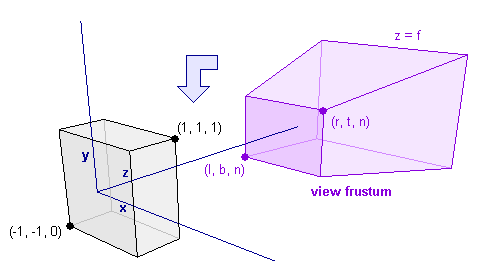 z = f
(1, 1, 1)
(r, t, n)
y
z
(l, b, n)
view frustum
x
(-1, -1, 0)